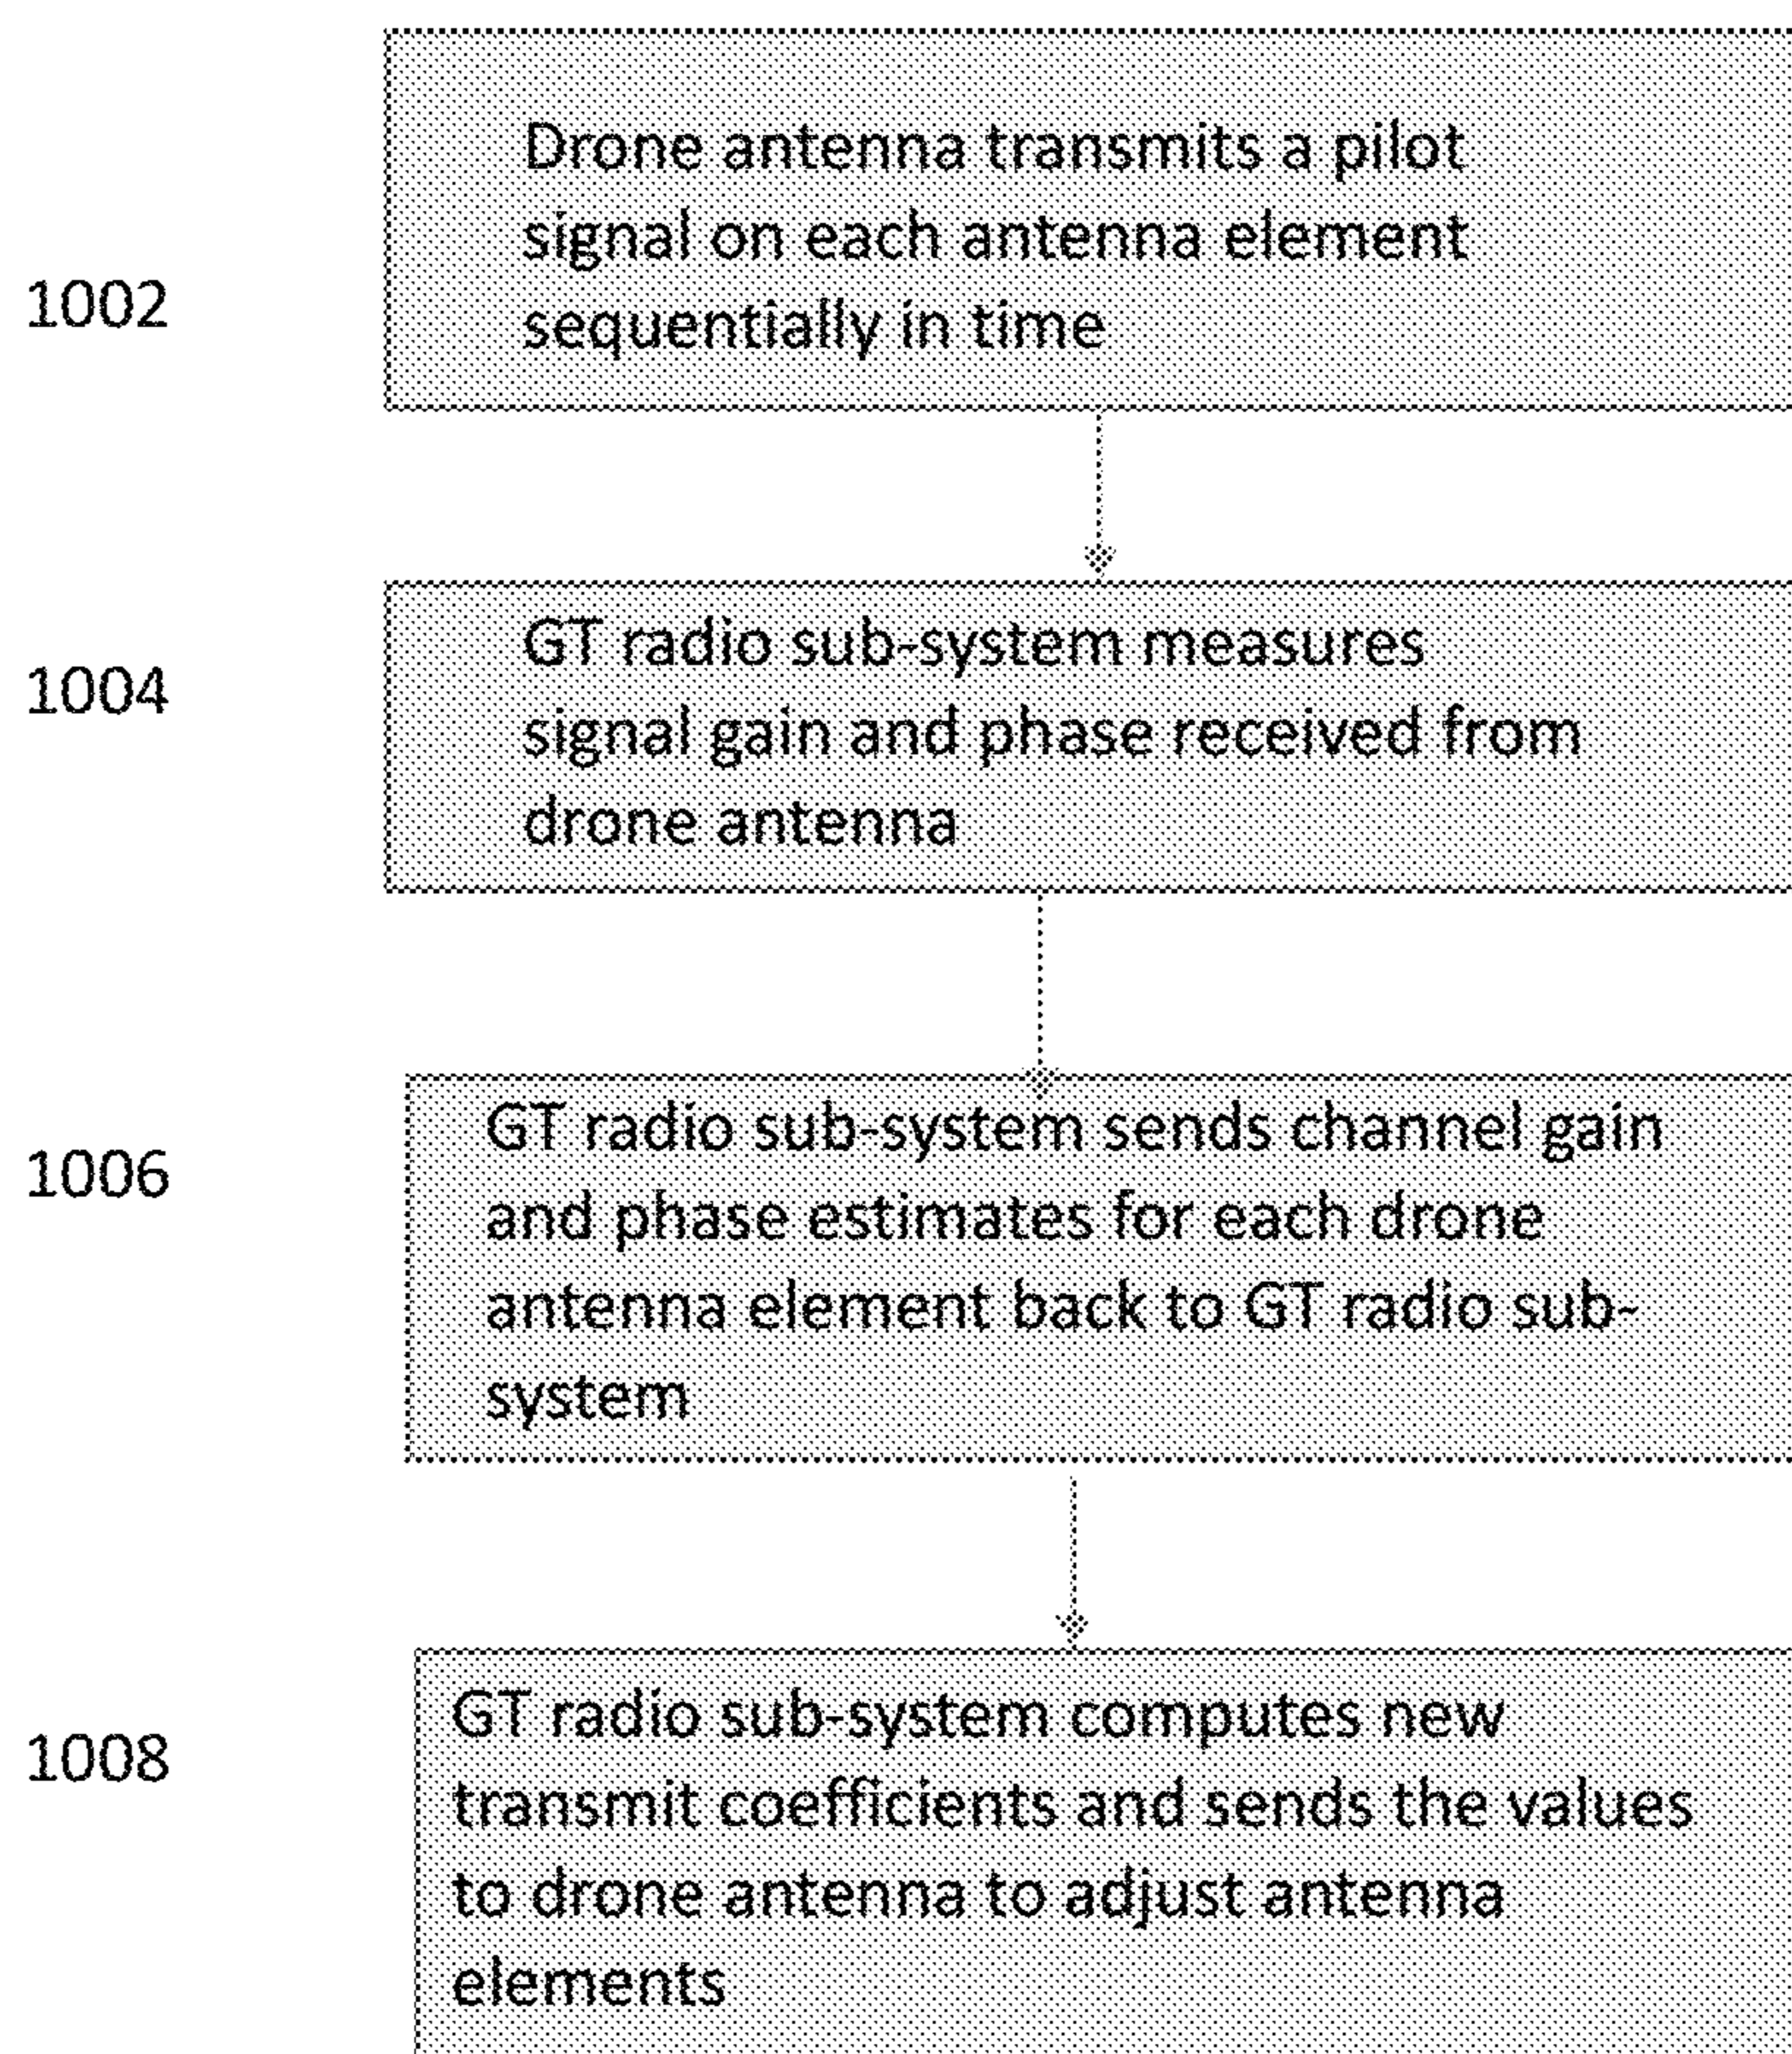 Drone antenna transmits a pilot
signal on each antenna element
1002
sequentially in time
GT radio sub-system measures
1004
signal gain and phase received from
drone antenna
GT radio sub-system sends channel gain
1006
and phase estimates for each drone
antenna element back to GT radio sub-
system
GT radio sub-system computes new
1008
transmit coefficients and sends the values
to drone antenna to adjust antenna
elements